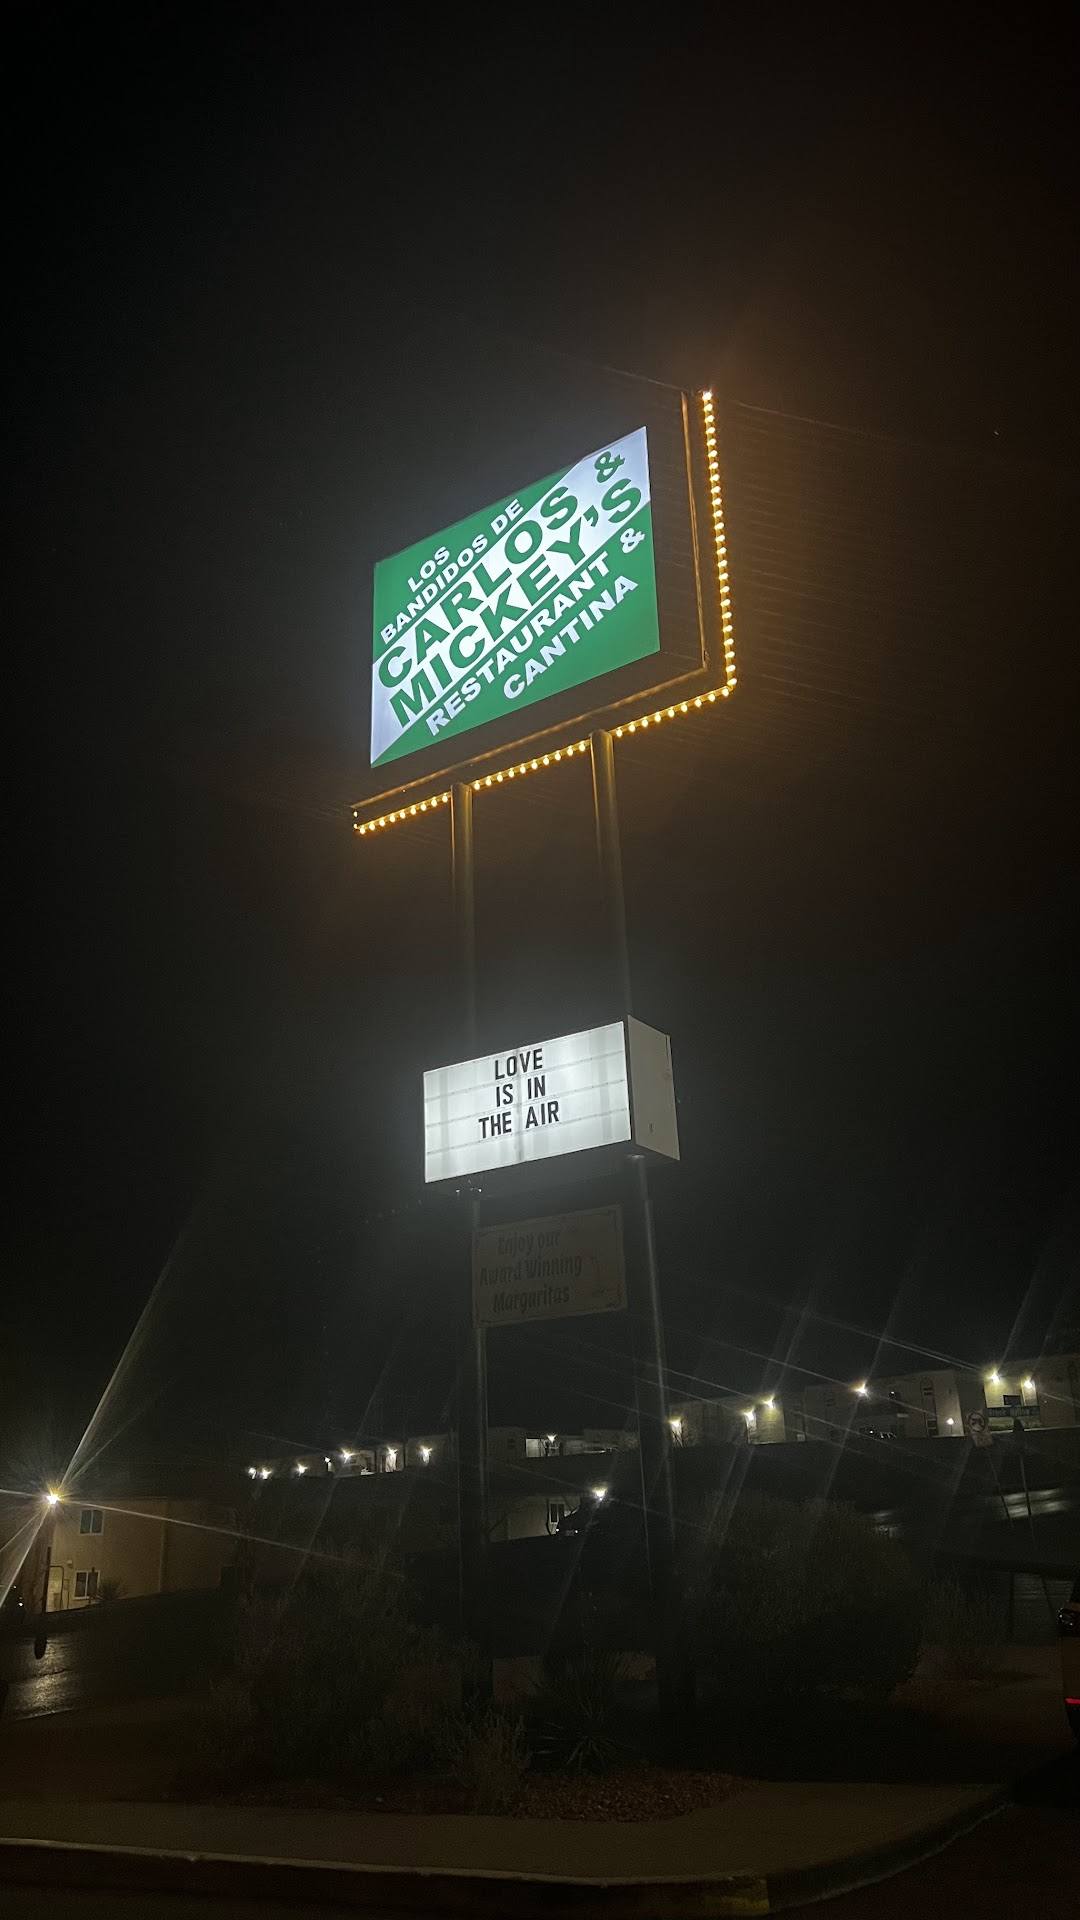 LOS
BANDIDOS DE
CARLOS &
MICKEY'S
RESTAURANT &
CANTINA
LOVE
IS IN
THE AIR
Enjoy our
Award Winning
Margaritas